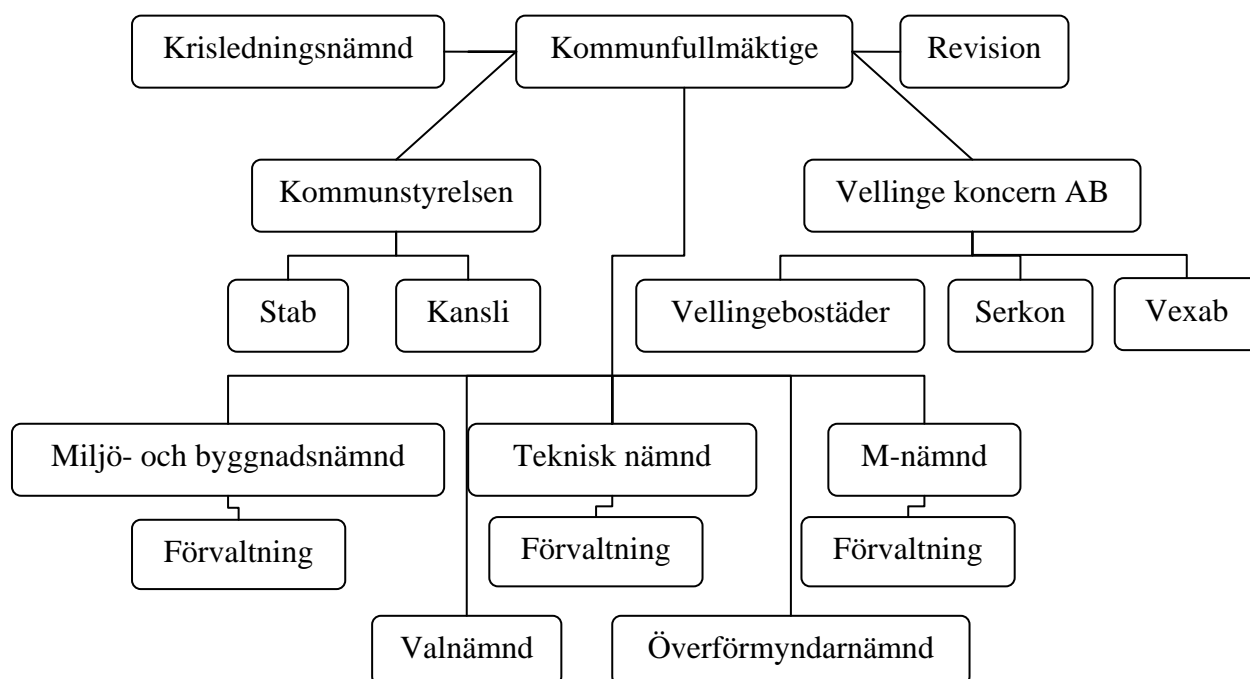 Krisledningsnämnd
Kommunfullmäktige
Revision
Kommunstyrelsen
Vellinge koncern AB
Stab
Kansli
Vellingebostäder
Serkon
Vexab
Miljö- och byggnadsnämnd
Teknisk nämnd
M-nämnd
Förvaltning
Förvaltning
Förvaltning
Valnämnd
Överförmyndarnämnd